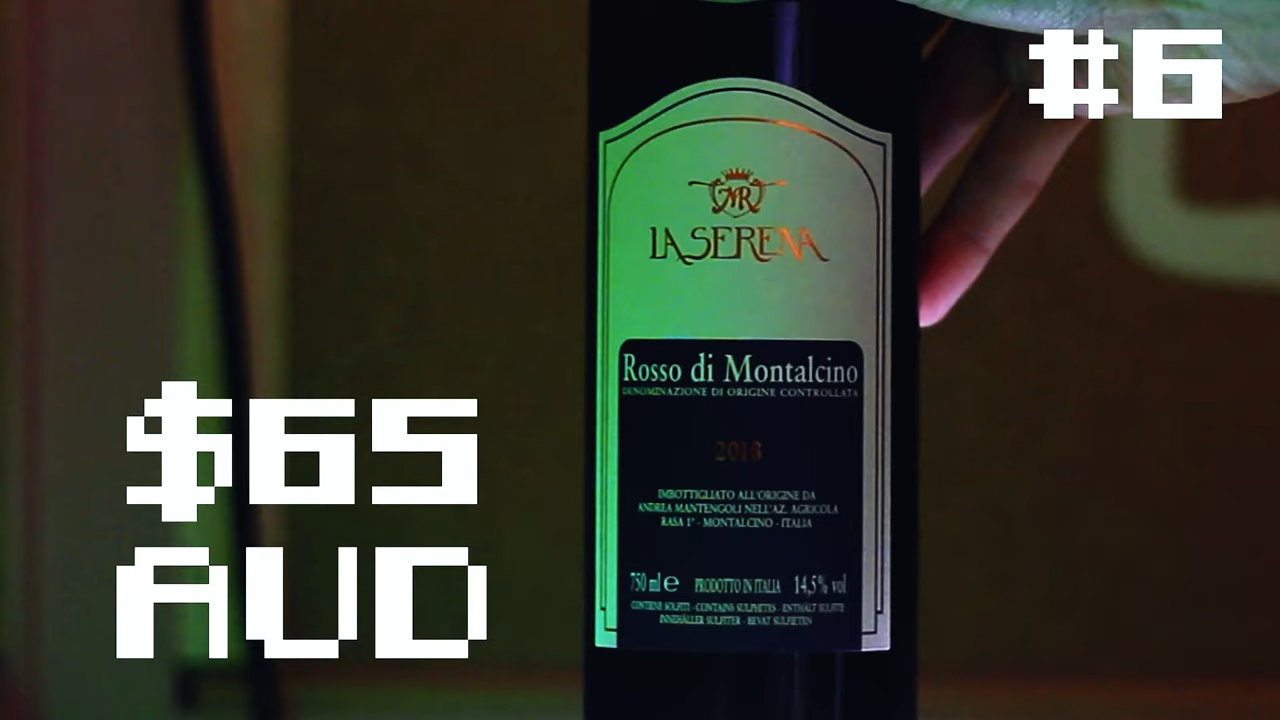 #6
NR
LA SERENA
Rosso di Montalcino
DENOMINAZIONE DI ORIGINE CONTROLLATA
2018
IMBOTTIGLIATO ALL'ORIGINE DA
ANDREA MANTENGOLI NELL'AZ. AGRICOLA
RASA 1° - MONTALCINO - ITALIA
750 ml e PRODOTTO IN ITALIA 14,5% vol
CONTIENE SOLFITI - CONTAINS SULPHITES - ENTHÄLT SULFITE
INNEHÅLLER SULFITER - BEVAT SULFIETEN
$65
AUD